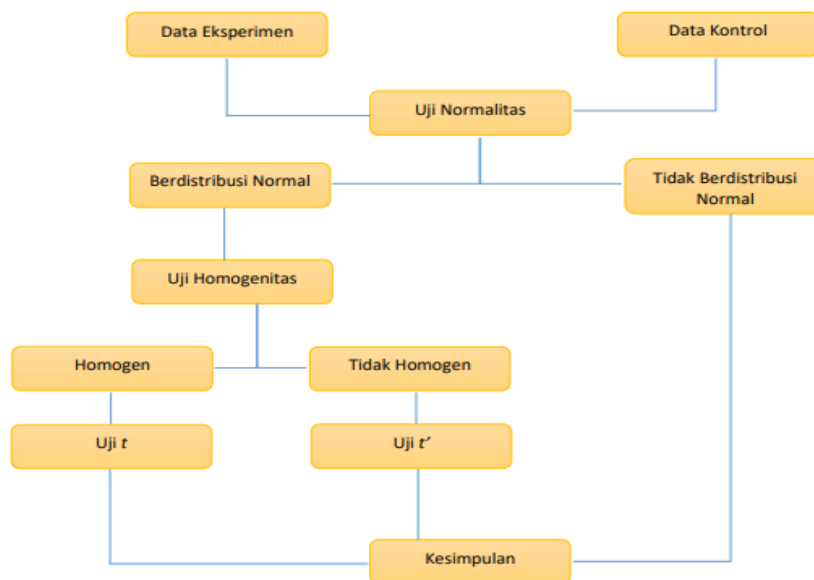 Data Eksperimen
Data Kontrol
Uji Normalitas
Berdistribusi Normal
Tidak Berdistribusi
Normal
Uji Homogenitas
Homogen
Tidak Homogen
Uji t
Uji t’
Kesimpulan